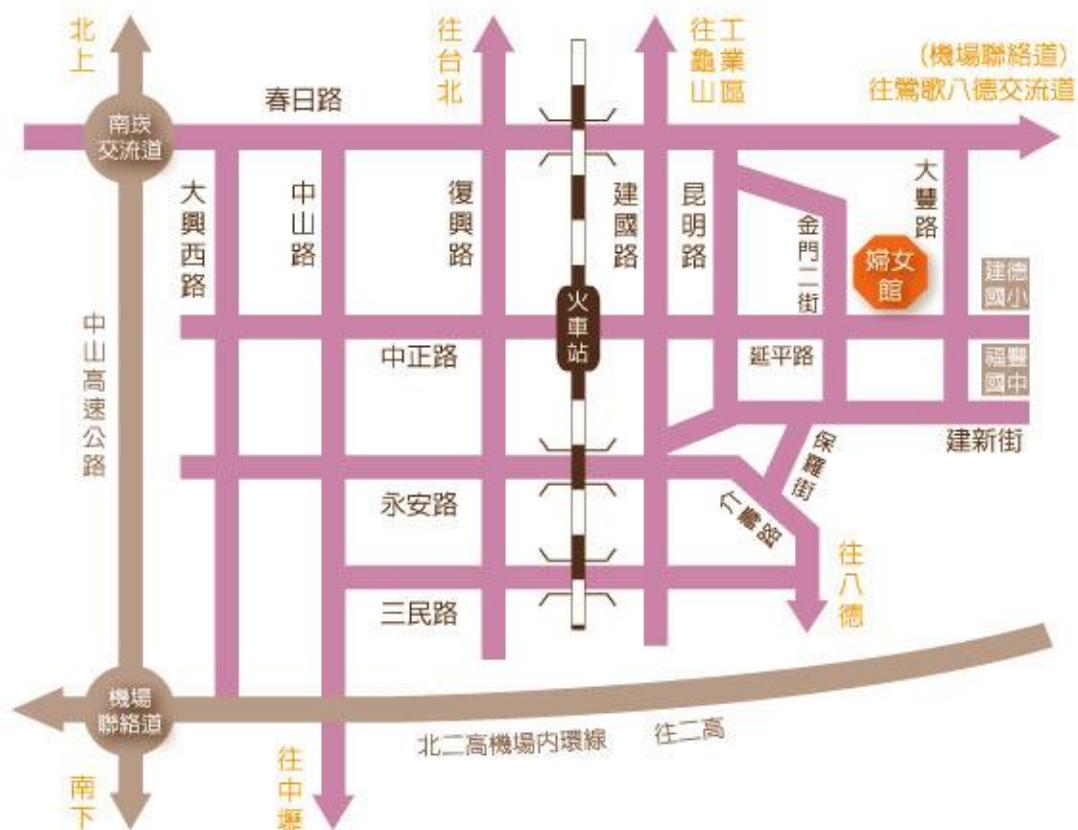 北上
往台北
往龜山
工業區
(機場聯絡道)
往鶯歌八德交流道
春日路
南崁
交流道
大興西路
中山路
復興路
建國路
昆明路
金門二街
大豐路
婦女
館
建德
國小
火車站
中正路
延平路
福豐
國中
中山高速公路
建新街
保羅街
永安路
介壽路
往八德
三民路
機場
聯絡道
北二高機場內環線
往二高
南下
往中壢